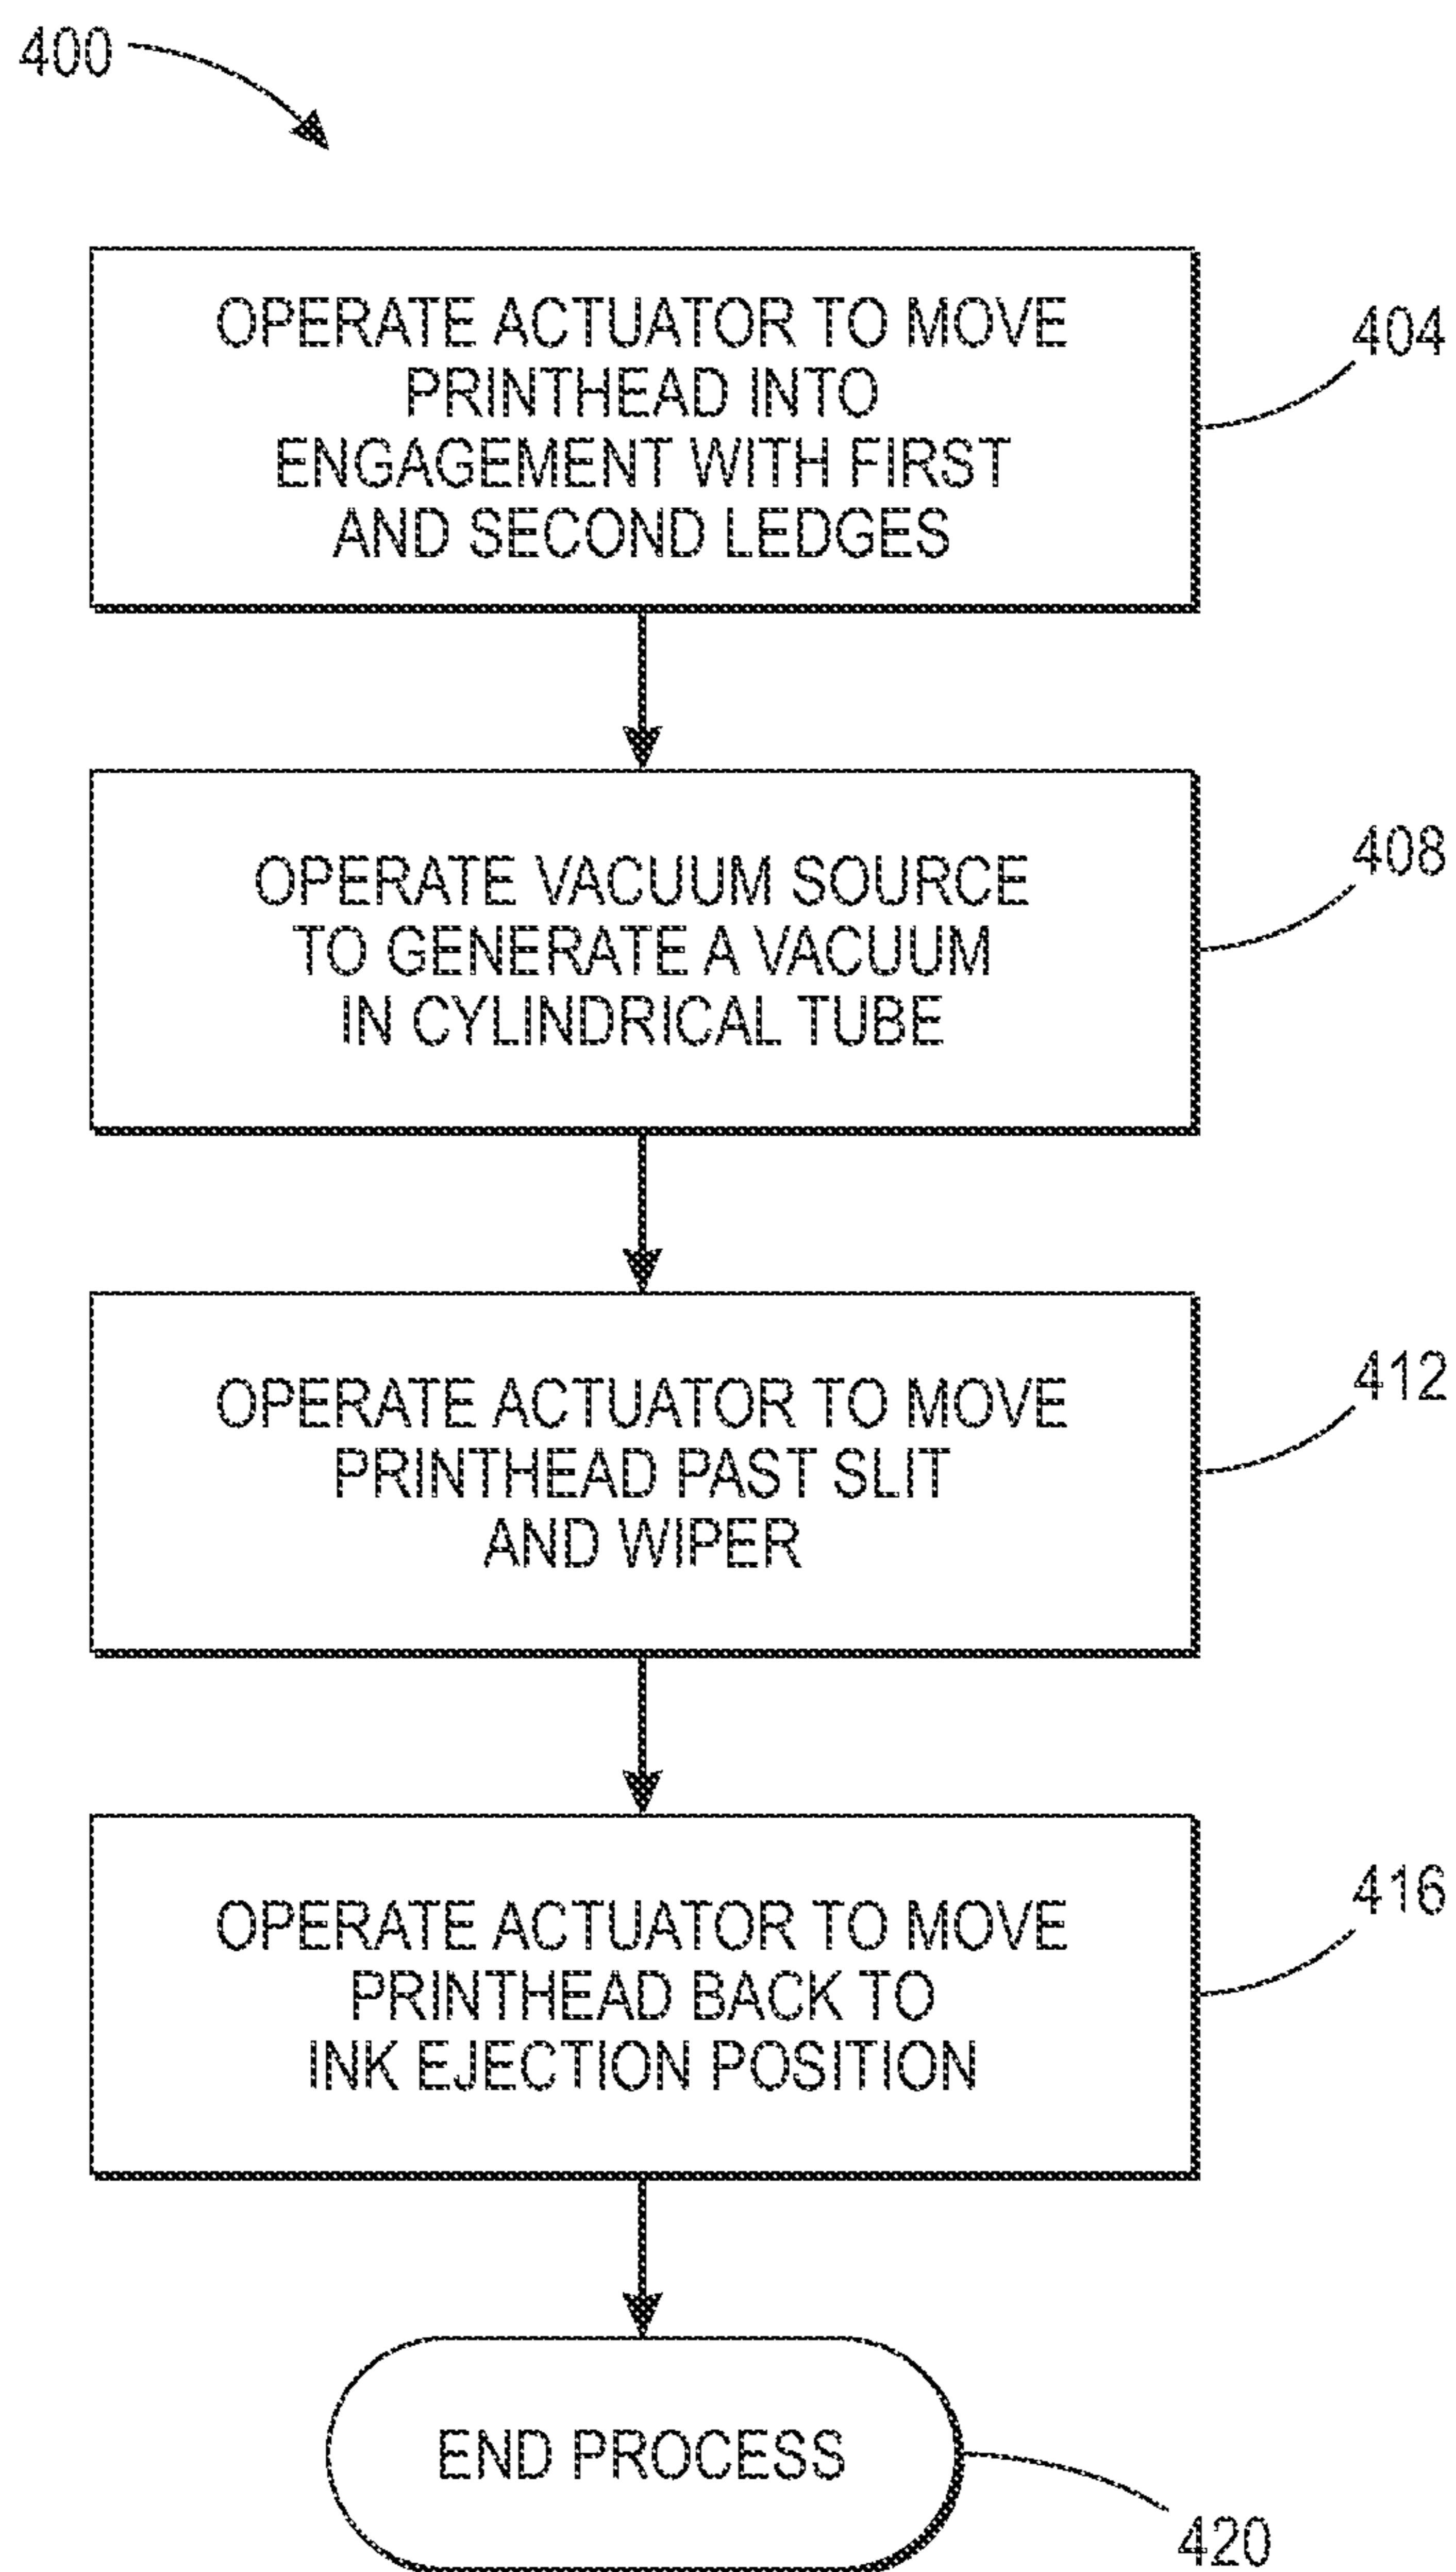 400
OPERATE ACTUATOR TO MOVE
PRINTHEAD INTO
ENGAGEMENT WITH FIRST
AND SECOND LEDGES
404
OPERATE VACUUM SOURCE
TO GENERATE A VACUUM
IN CYLINDRICAL TUBE
408
OPERATE ACTUATOR TO MOVE
PRINTHEAD PAST SLIT
AND WIPER
412
OPERATE ACTUATOR TO MOVE
PRINTHEAD BACK TO
INK EJECTION POSITION
416
END PROCESS
420